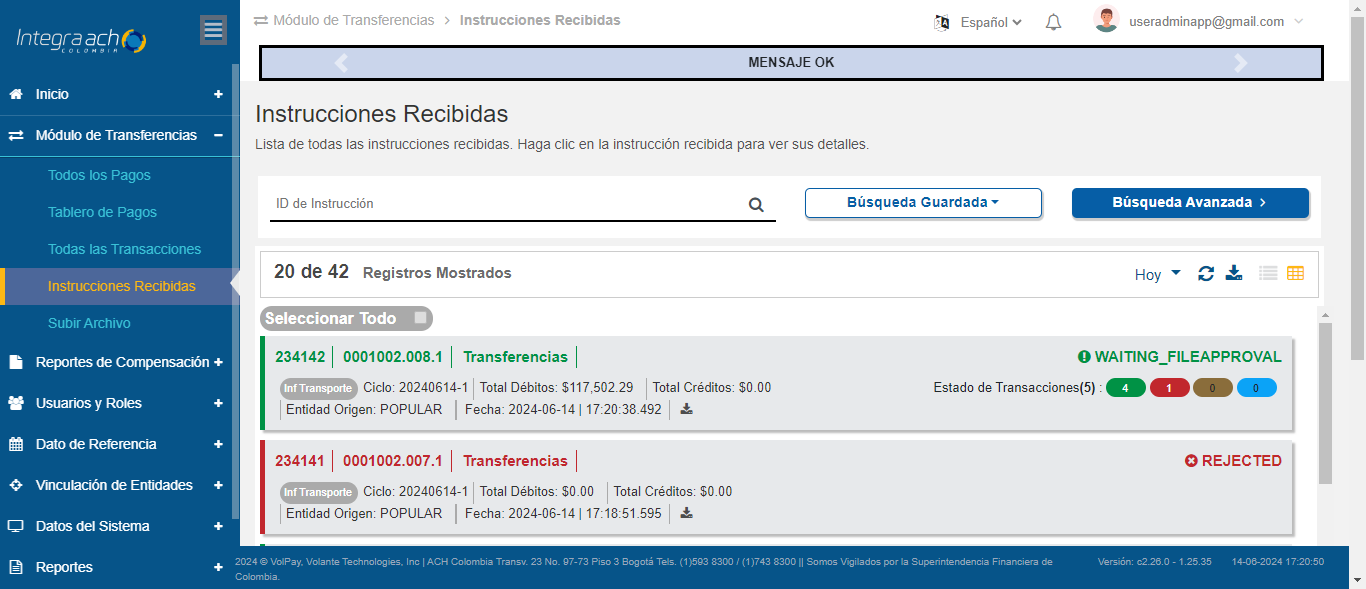 Integra ach
COLOMBIA
Módulo de Transferencias > Instrucciones Recibidas
Español
useradminapp@gmail.com
MENSAJE OK
Inicio +
Módulo de Transferencias −
Todos los Pagos
Tablero de Pagos
Todas las Transacciones
Instrucciones Recibidas
Subir Archivo
Reportes de Compensación +
Usuarios y Roles +
Dato de Referencia +
Vinculación de Entidades +
Datos del Sistema +
Reportes +
Instrucciones Recibidas
Lista de todas las instrucciones recibidas. Haga clic en la instrucción recibida para ver sus detalles.
ID de Instrucción
Búsqueda Guardada
Búsqueda Avanzada >
20 de 42 Registros Mostrados
Hoy
Seleccionar Todo
234142 | 0001002.008.1 | Transferencias |
WAITING_FILEAPPROVAL
Inf Transporte Ciclo: 20240614-1 | Total Débitos: $117,502.29 | Total Créditos: $0.00
Estado de Transacciones(5) : 4 1 0 0
| Entidad Origen: POPULAR | Fecha: 2024-06-14 | 17:20:38.492 |
234141 | 0001002.007.1 | Transferencias |
REJECTED
Inf Transporte Ciclo: 20240614-1 | Total Débitos: $0.00 | Total Créditos: $0.00
| Entidad Origen: POPULAR | Fecha: 2024-06-14 | 17:18:51.595 |
2024 © VolPay, Volante Technologies, Inc | ACH Colombia Transv. 23 No. 97-73 Piso 3 Bogotá Tels. (1)593 8300 / (1)743 8300 || Somos Vigilados por la Superintendencia Financiera de
Colombia.
Versión: c2.26.0 - 1.25.35
14-06-2024 17:20:50